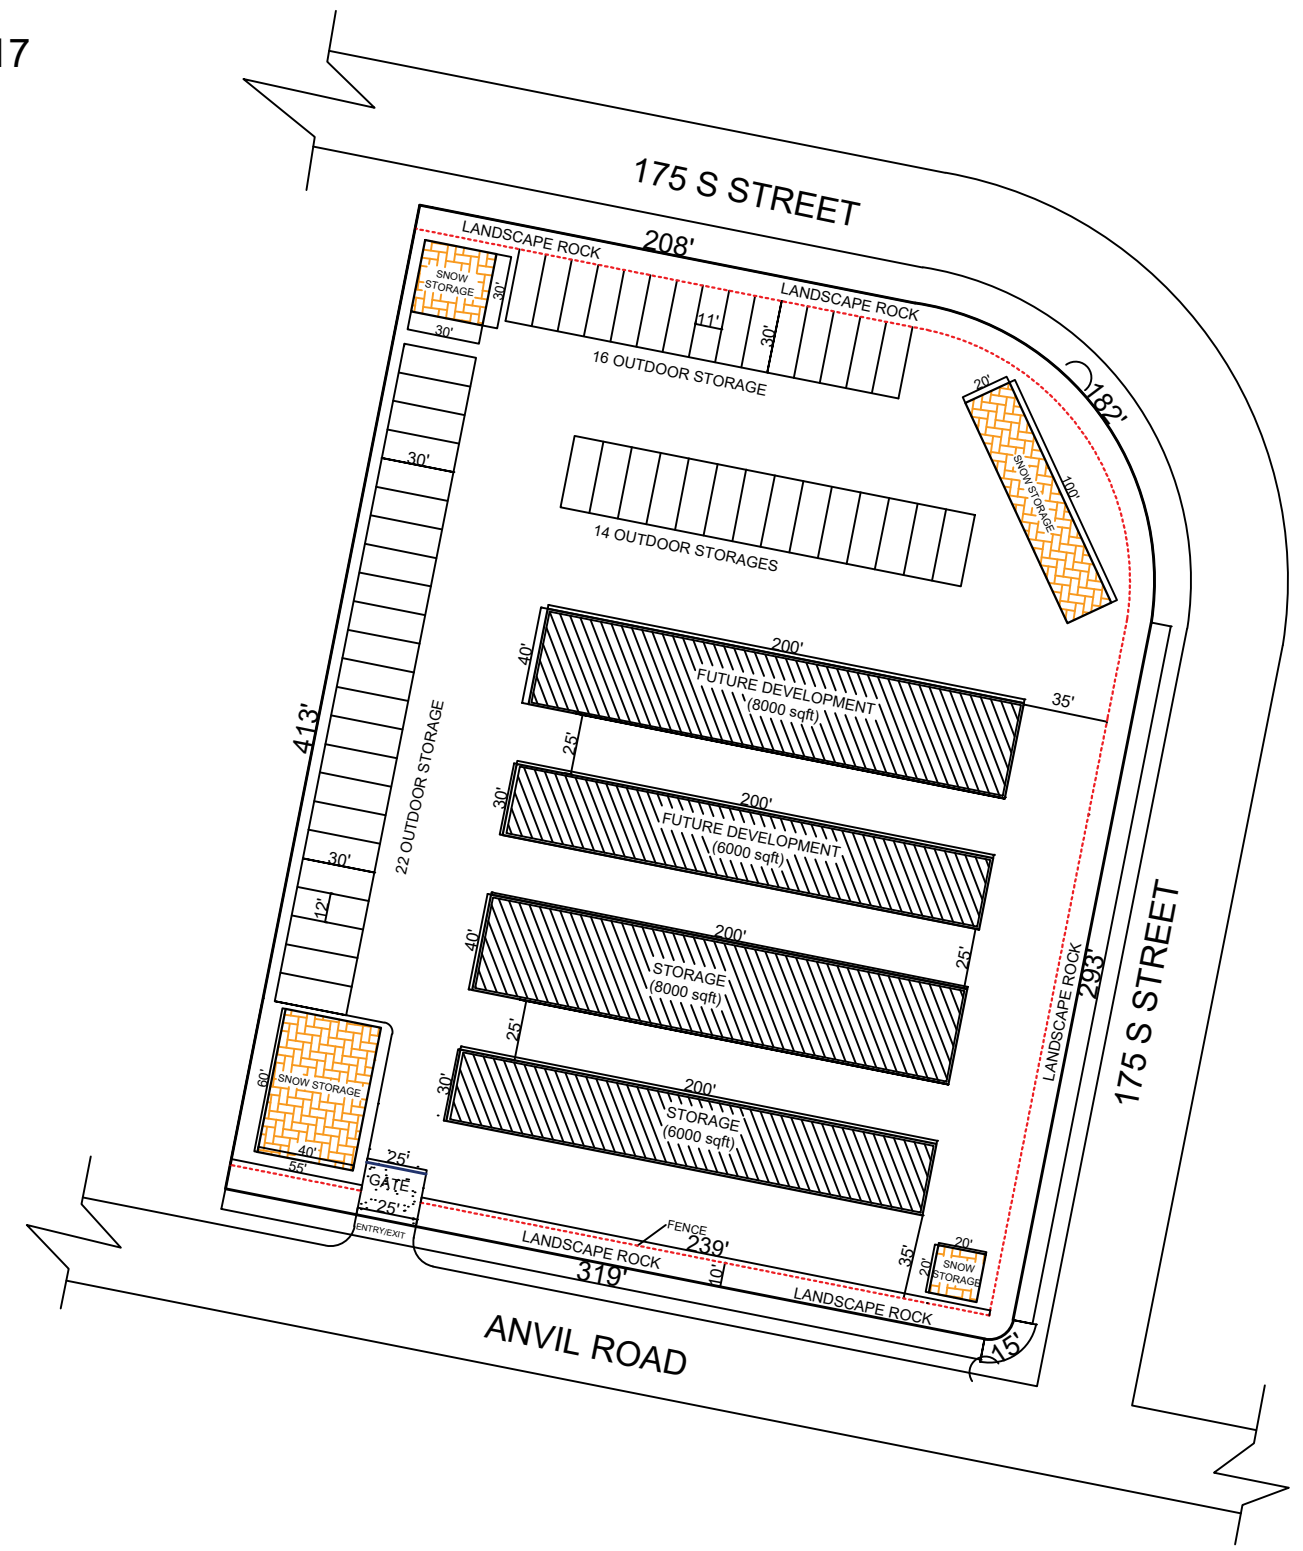 17
175 S STREET
LANDSCAPE ROCK
208'
LANDSCAPE ROCK
SNOW
STORAGE
30'
30'
11'
30'
16 OUTDOOR STORAGE
182'
20'
SNOW STORAGE
100'
30'
14 OUTDOOR STORAGES
200'
40'
FUTURE DEVELOPMENT
(8000 sqft)
35'
413'
22 OUTDOOR STORAGE
25'
200'
30'
FUTURE DEVELOPMENT
(6000 sqft)
30'
12'
200'
40'
STORAGE
(8000 sqft)
25'
LANDSCAPE ROCK
293'
175 S STREET
25'
60'
SNOW STORAGE
40'
55'
200'
30'
STORAGE
(6000 sqft)
25'
GATE
25'
ENTRY/EXIT
FENCE
239'
LANDSCAPE ROCK
319'
10'
35'
20'
20'
SNOW
STORAGE
LANDSCAPE ROCK
15'
ANVIL ROAD